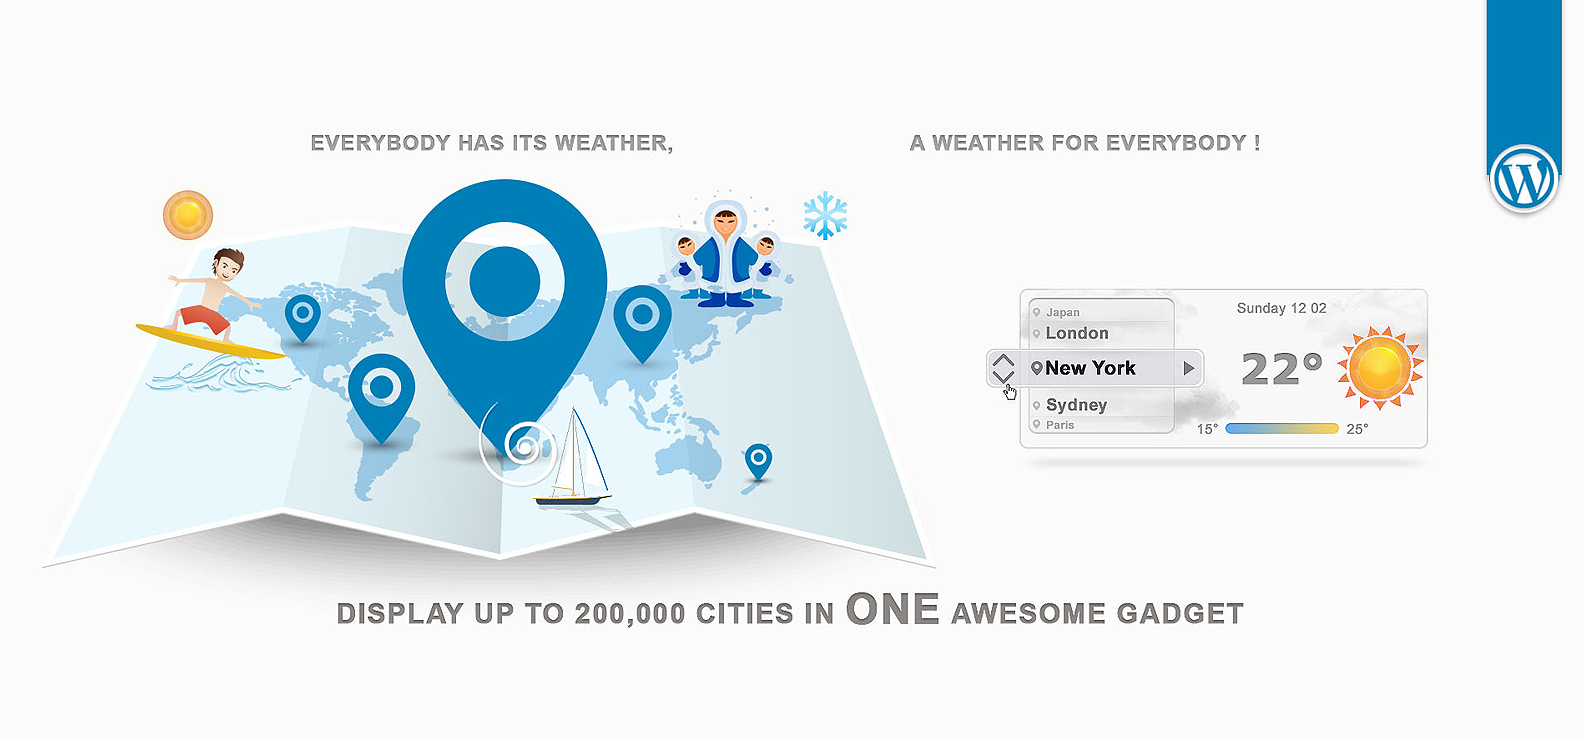 EVERYBODY HAS ITS WEATHER,
A WEATHER FOR EVERYBODY !
Japan
London
New York
Sydney
Paris
Sunday 12 02
22°
15°
25°
DISPLAY UP TO 200,000 CITIES IN ONE AWESOME GADGET